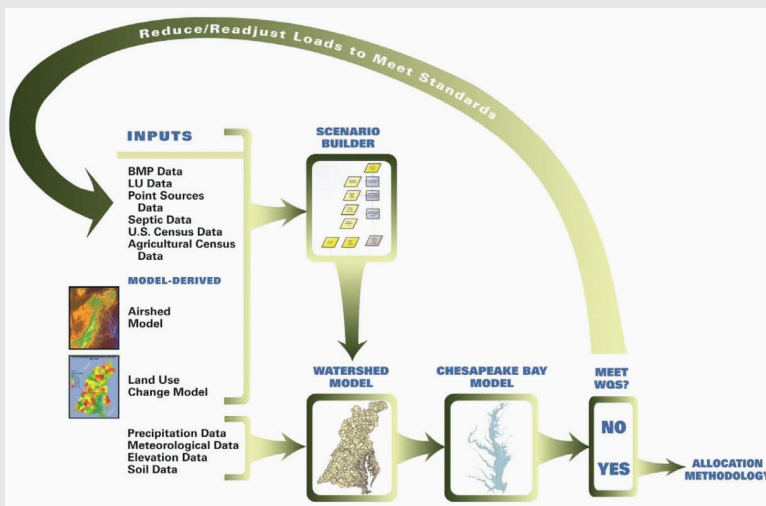 Reduce/Readjust Loads to Meet Standards
INPUTS
BMP Data
LU Data
Point Sources
Data
Septic Data
U.S. Census Data
Agricultural Census
Data
MODEL-DERIVED
Airshed
Model
Land Use
Change Model
Precipitation Data
Meteorological Data
Elevation Data
Soil Data
SCENARIO
BUILDER
WATERSHED
MODEL
CHESAPEAKE BAY
MODEL
MEET
WQS?
NO
YES
ALLOCATION
METHODOLOGY